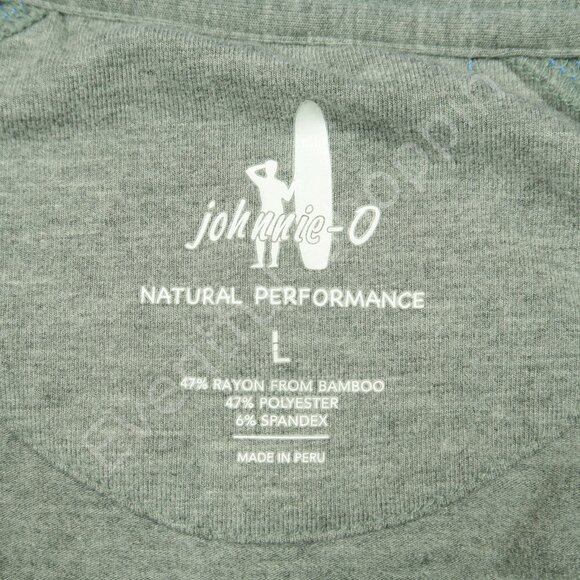 johnnie-O
NATURAL PERFORMANCE
L
47% RAYON FROM BAMBOO
47% POLYESTER
6% SPANDEX
MADE IN PERU